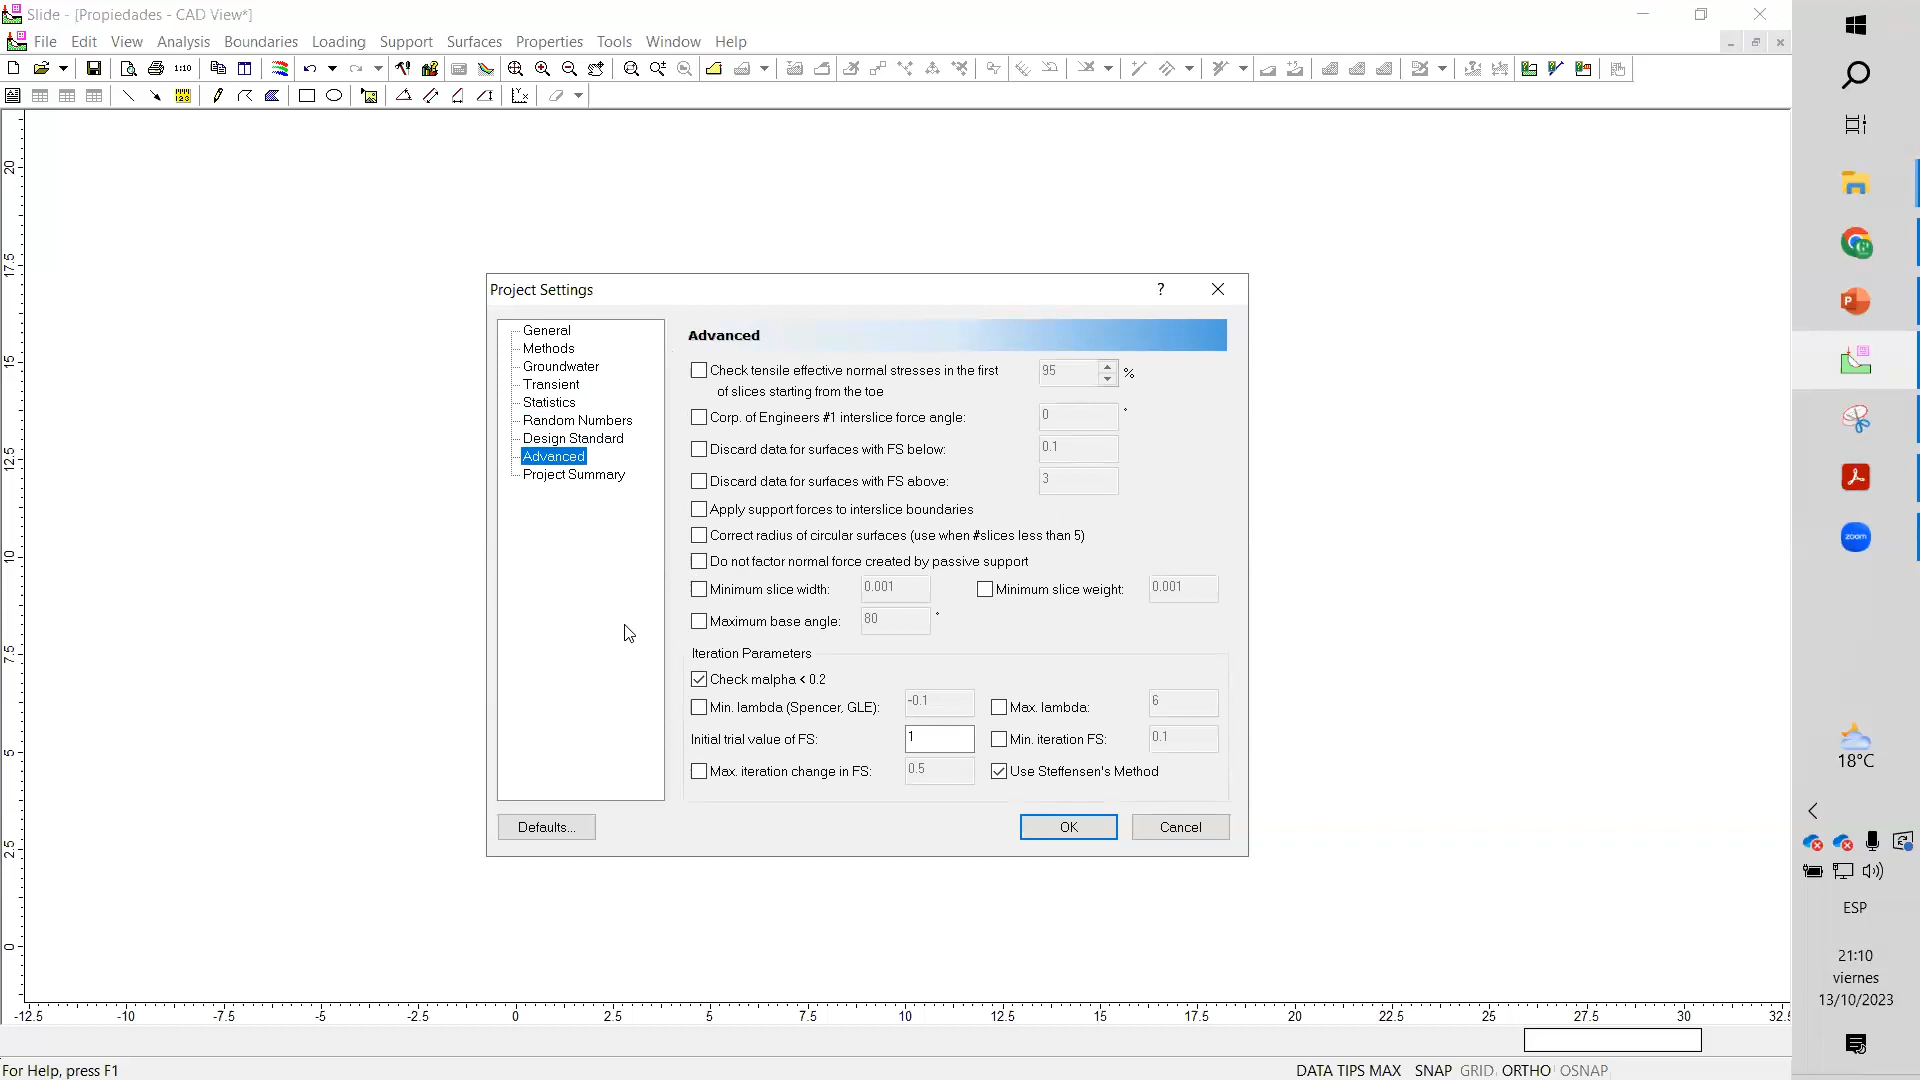 Slide - [Propiedades - CAD View*]
File Edit View Analysis Boundaries Loading Support Surfaces Properties Tools Window Help
1:10
123
Project Settings
?
General
Methods
Groundwater
Transient
Statistics
Random Numbers
Design Standard
Advanced
Project Summary
Advanced
Check tensile effective normal stresses in the first 95 %
of slices starting from the toe
Corp. of Engineers #1 interslice force angle: 0 °
Discard data for surfaces with FS below: 0.1
Discard data for surfaces with FS above: 3
Apply support forces to interslice boundaries
Correct radius of circular surfaces (use when #slices less than 5)
Do not factor normal force created by passive support
Minimum slice width: 0.001 Minimum slice weight: 0.001
Maximum base angle: 80 °
Iteration Parameters
Check malpha < 0.2
Min. lambda (Spencer, GLE): -0.1 Max. lambda: 6
Initial trial value of FS: 1 Min. iteration FS: 0.1
Max. iteration change in FS: 0.5 Use Steffensen's Method
Defaults... OK Cancel
20
17.5
15
12.5
10
7.5
5
2.5
0
-12.5 -10 -7.5 -5 -2.5 0 2.5 5 7.5 10 12.5 15 17.5 20 22.5 25 27.5 30 32.5
For Help, press F1
DATA TIPS MAX SNAP GRID ORTHO OSNAP
zoom
18°C
ESP
21:10
viernes
13/10/2023